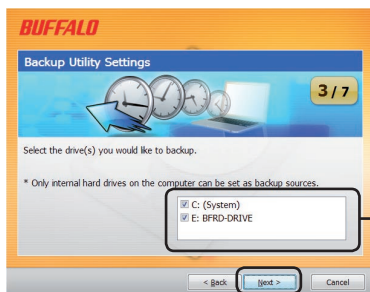 BUFFALO
Backup Utility Settings
3 / 7
Select the drive(s) you would like to backup.
* Only internal hard drives on the computer can be set as backup sources.
C: (System)
E: BFRD-DRIVE
< Back
Next >
Cancel